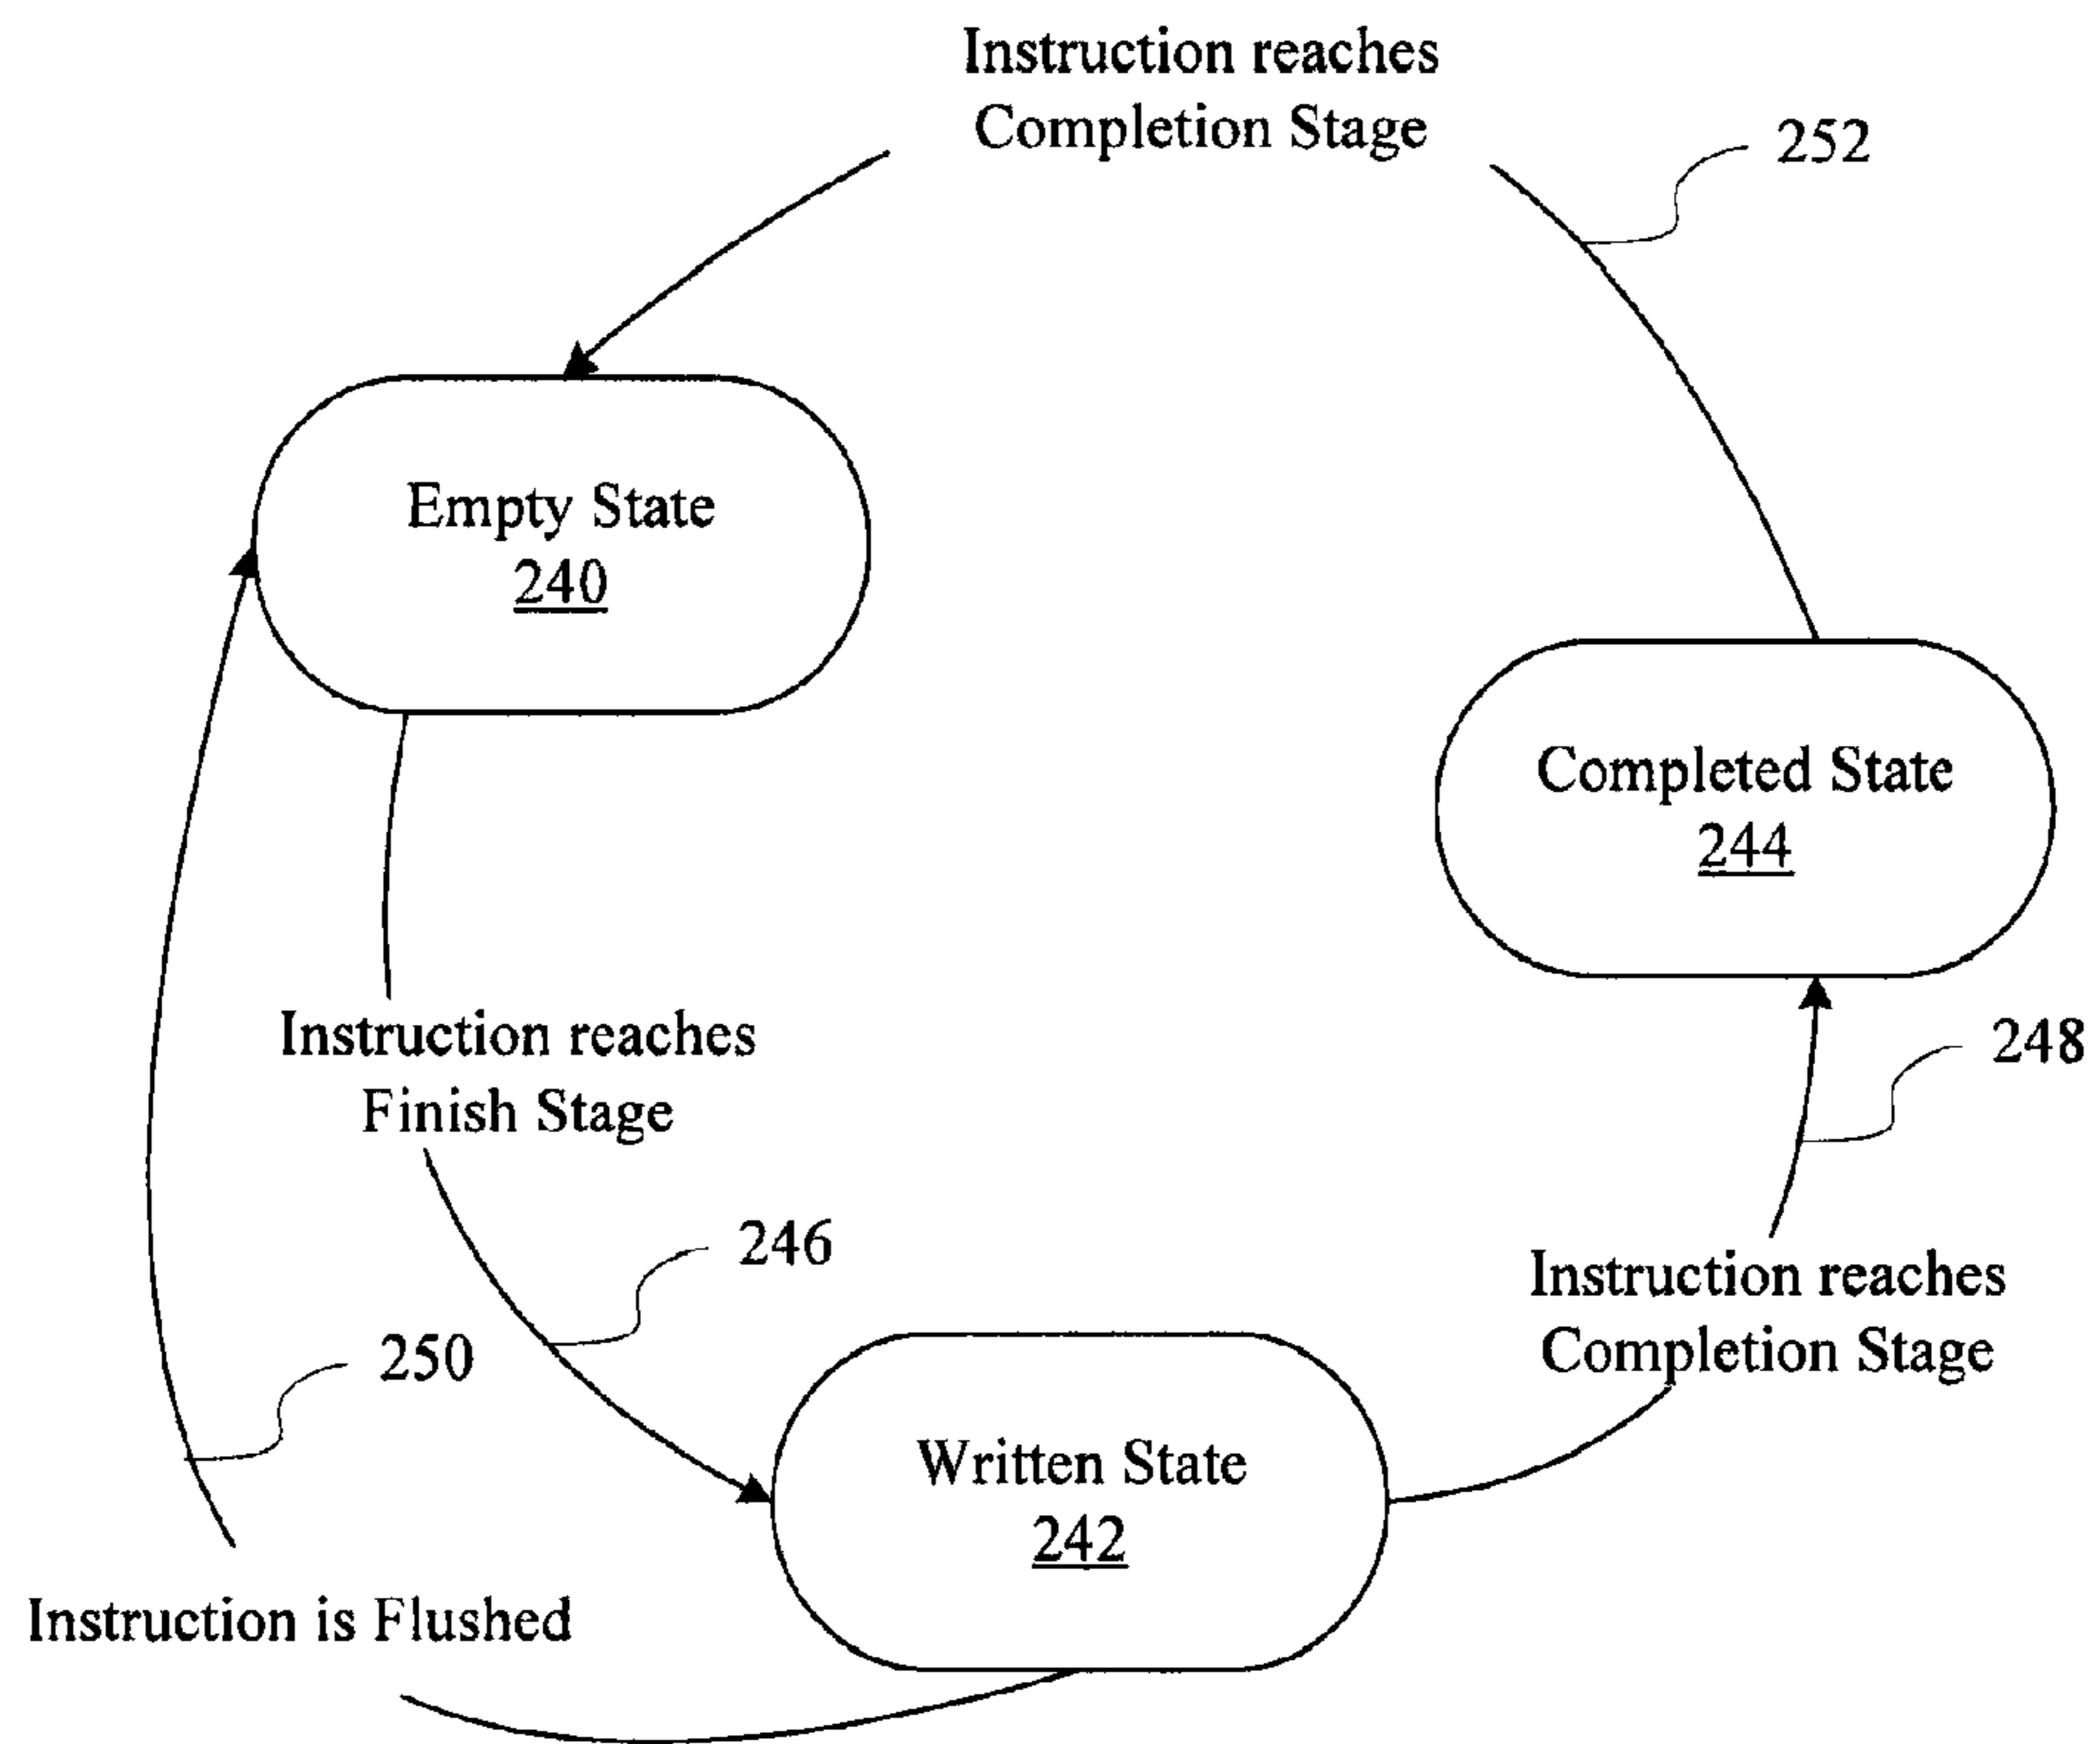 Instruction reaches
Completion Stage
252
Empty State
240
Completed State
244
Instruction reaches
Finish Stage
248
246
Instruction reaches
Completion Stage
250
Written State
242
Instruction is Flushed